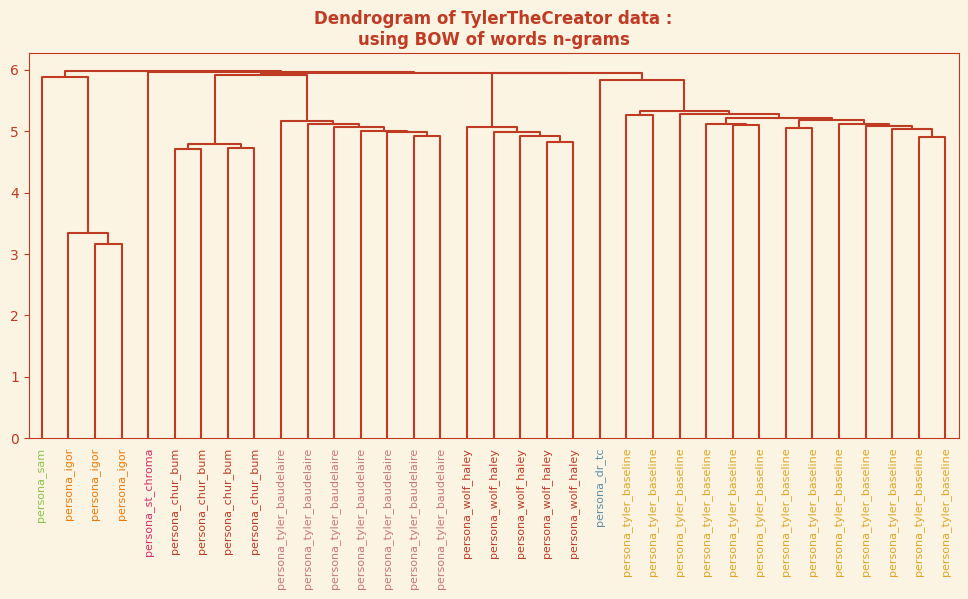 Dendrogram of TylerTheCreator data :
using BOW of words n-grams
6
5
4
3
2
1
0
persona_sam
persona_igor
persona_igor
persona_igor
persona_st_chroma
persona_chur_bum
persona_chur_bum
persona_chur_bum
persona_chur_bum
persona_tyler_baudelaire
persona_tyler_baudelaire
persona_tyler_baudelaire
persona_tyler_baudelaire
persona_tyler_baudelaire
persona_tyler_baudelaire
persona_tyler_baudelaire
persona_wolf_haley
persona_wolf_haley
persona_wolf_haley
persona_wolf_haley
persona_wolf_haley
persona_dr_tc
persona_tyler_baseline
persona_tyler_baseline
persona_tyler_baseline
persona_tyler_baseline
persona_tyler_baseline
persona_tyler_baseline
persona_tyler_baseline
persona_tyler_baseline
persona_tyler_baseline
persona_tyler_baseline
persona_tyler_baseline
persona_tyler_baseline
persona_tyler_baseline